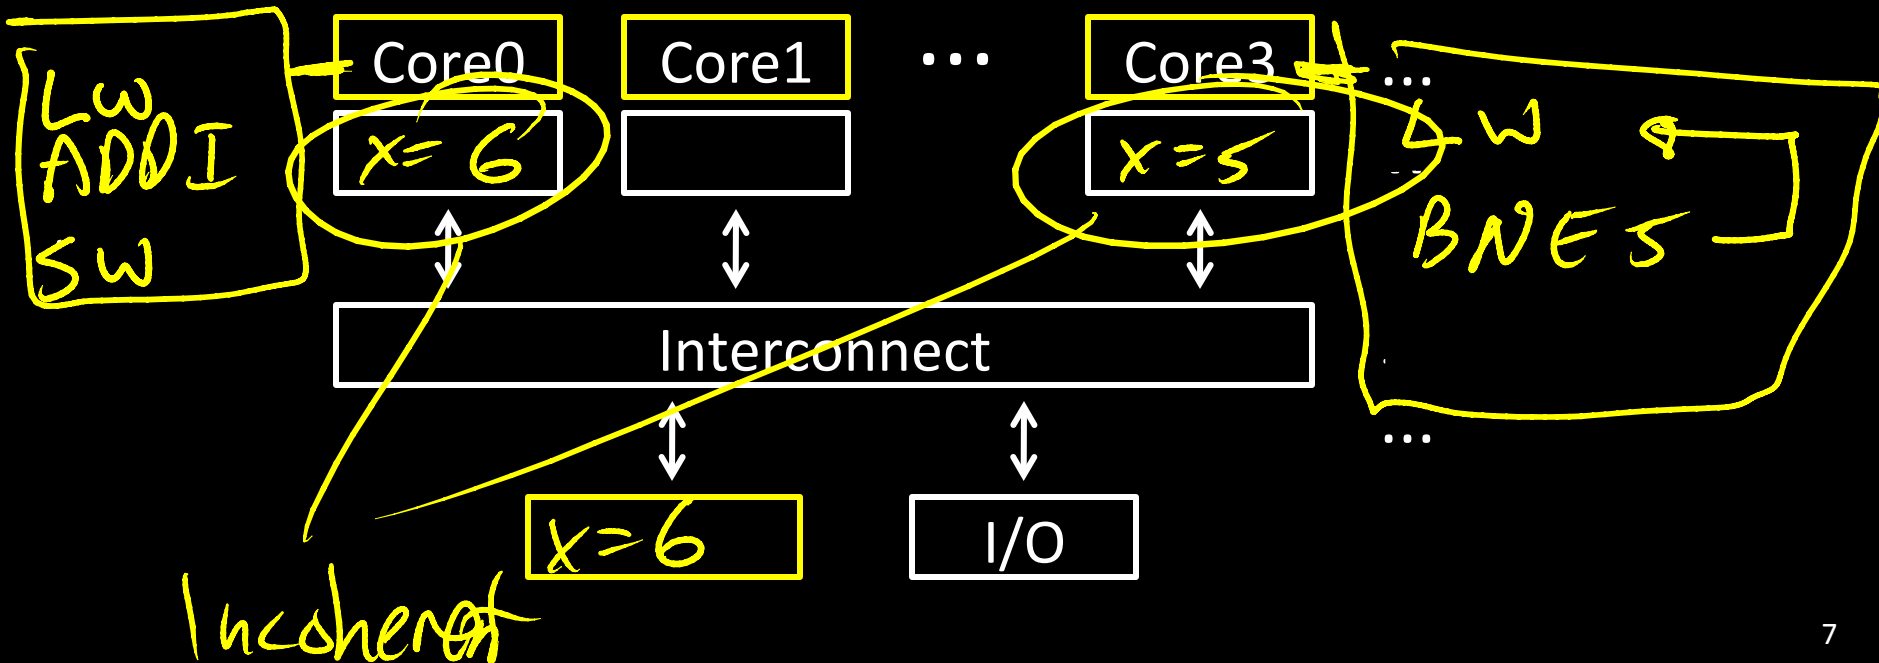 Core0 Core1 ... Core3 ...
LW
ADDI
SW
x=6
x=5
LW
BNE 5
Interconnect
...
x=6
I/O
Incoherent
7